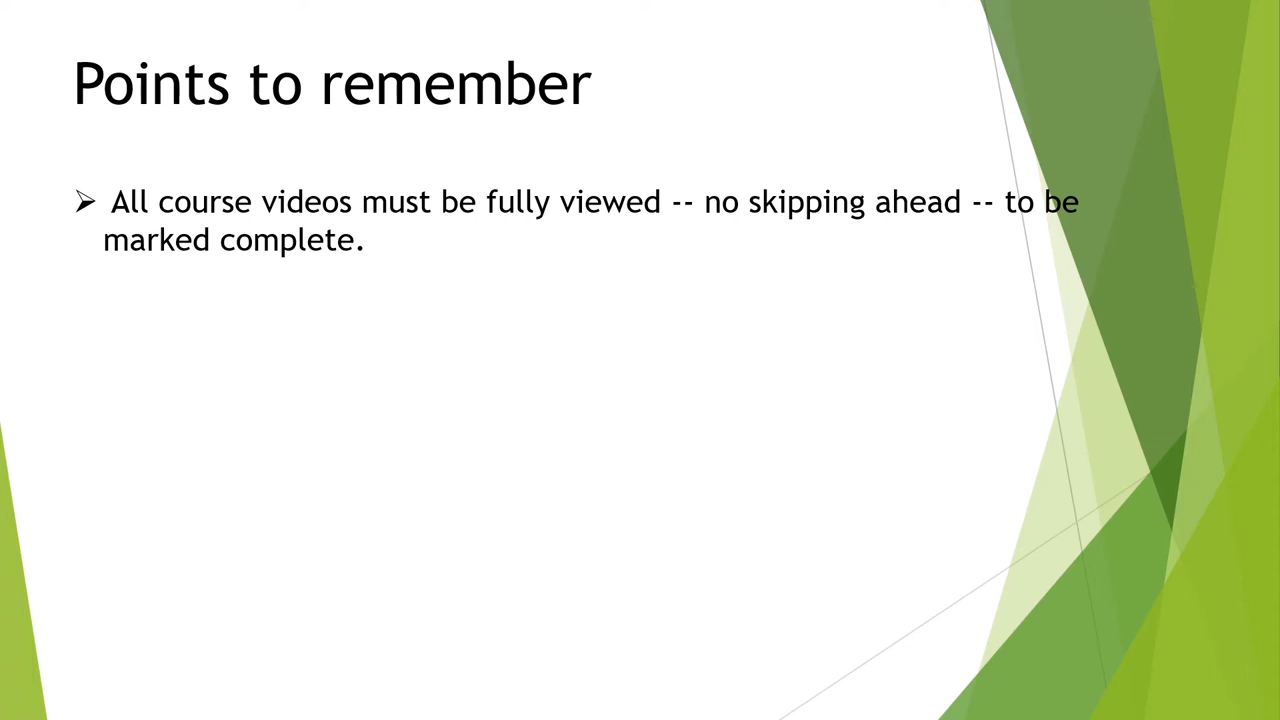 Points to remember
➢ All course videos must be fully viewed -- no skipping ahead -- to be
marked complete.